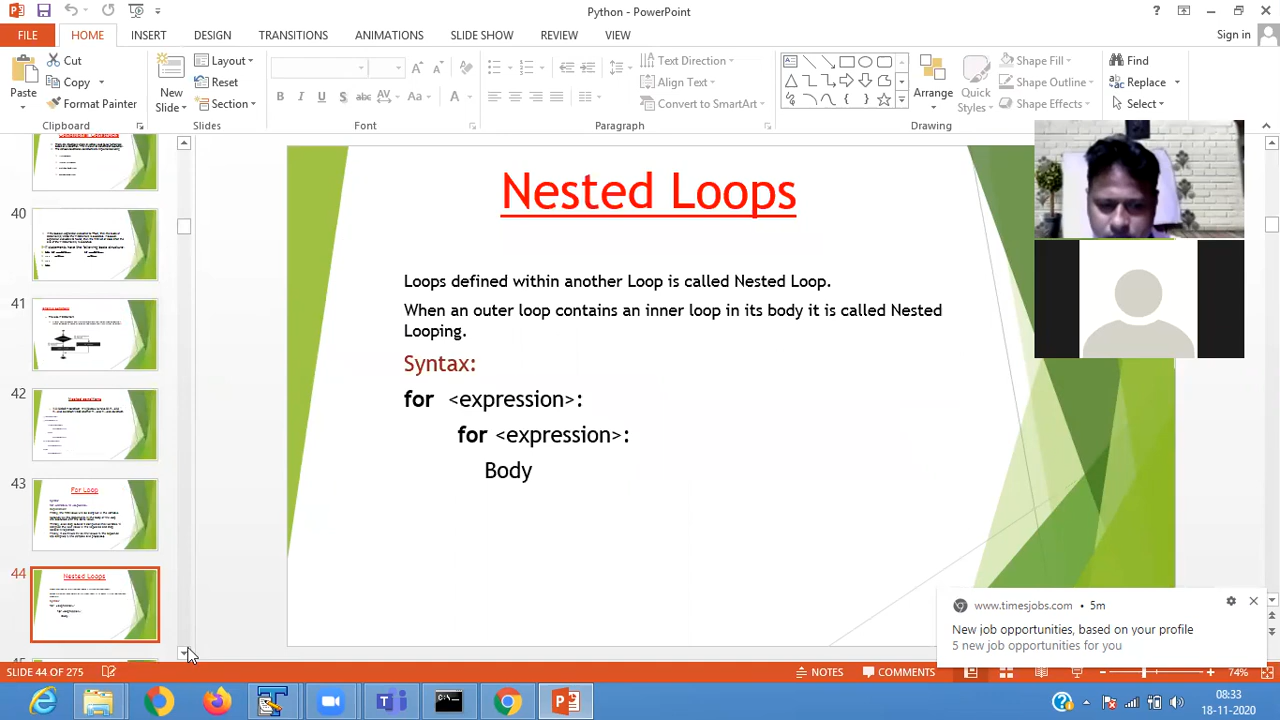 Python - PowerPoint
?
FILE HOME INSERT DESIGN TRANSITIONS ANIMATIONS SLIDE SHOW REVIEW VIEW Sign in
Paste
Cut
Copy
Format Painter
Clipboard
New Slide
Layout
Reset
Section
Slides
B I U S abc AV Aa A
Font
Text Direction
Align Text
Convert to SmartArt
Paragraph
Arrange
Quick Styles
Shape Fill
Shape Outline
Shape Effects
Drawing
Find
Replace
Select
Editing
40
41
42
43
For Loop
44
Nested Loops
Nested Loops
Loops defined within another Loop is called Nested Loop.
When an outer loop contains an inner loop in its body it is called Nested
Looping.
Syntax:
for <expression>:
for <expression>:
Body
www.timesjobs.com • 5m
New job opportunities, based on your profile
5 new job opportunities for you
SLIDE 44 OF 275 NOTES COMMENTS 74%
08:33
18-11-2020